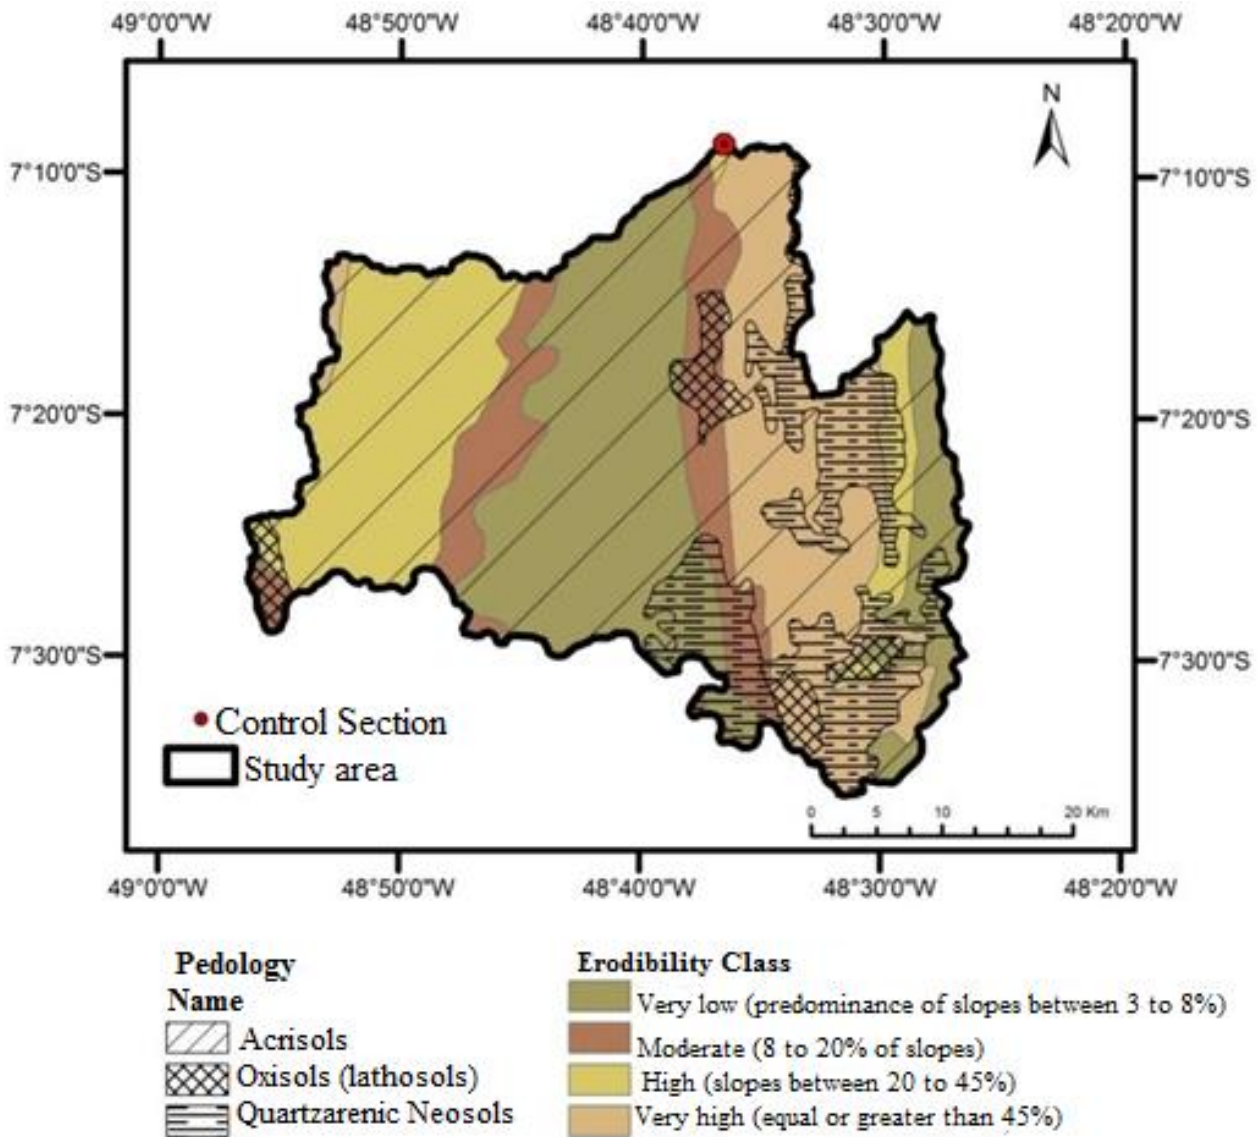 49°0'0"W 48°50'0"W 48°40'0"W 48°30'0"W 48°20'0"W
N
7°10'0"S 7°10'0"S
7°20'0"S 7°20'0"S
7°30'0"S 7°30'0"S
Control Section
Study area
0 5 10 20 Km
49°0'0"W 48°50'0"W 48°40'0"W 48°30'0"W 48°20'0"W
Pedology
Name
Acrisols
Oxisols (lathosols)
Quartzarenic Neosols
Erodibility Class
Very low (predominance of slopes between 3 to 8%)
Moderate (8 to 20% of slopes)
High (slopes between 20 to 45%)
Very high (equal or greater than 45%)